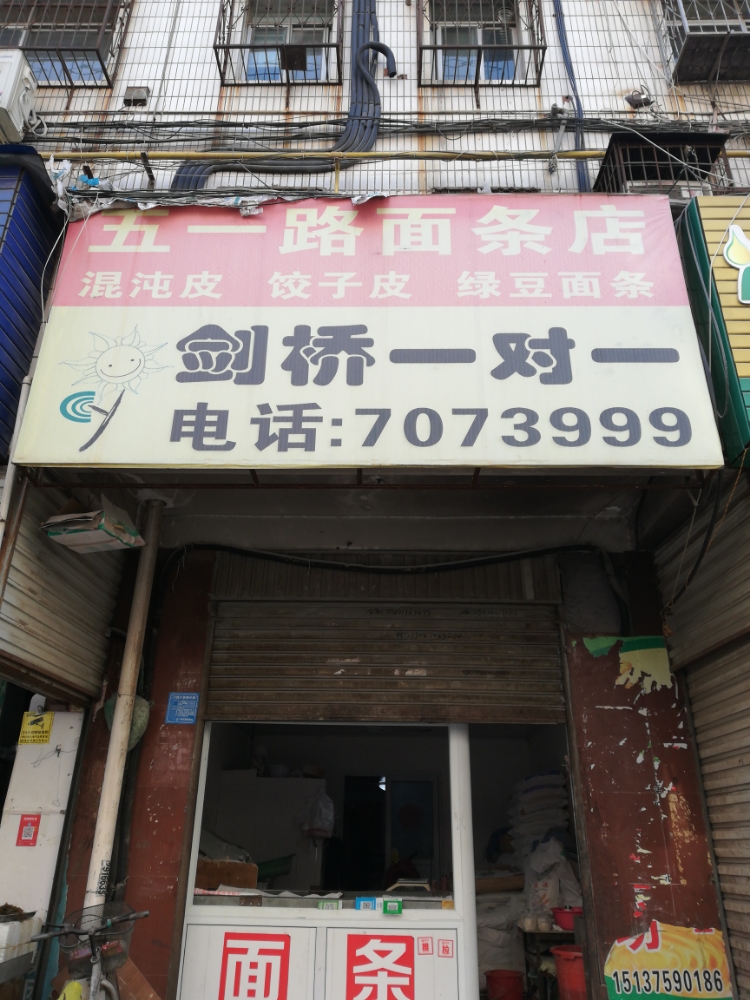 五一路面条店
混沌皮 饺子皮 绿豆面条
剑桥一对一
电话:7073999
面 条
15137590186